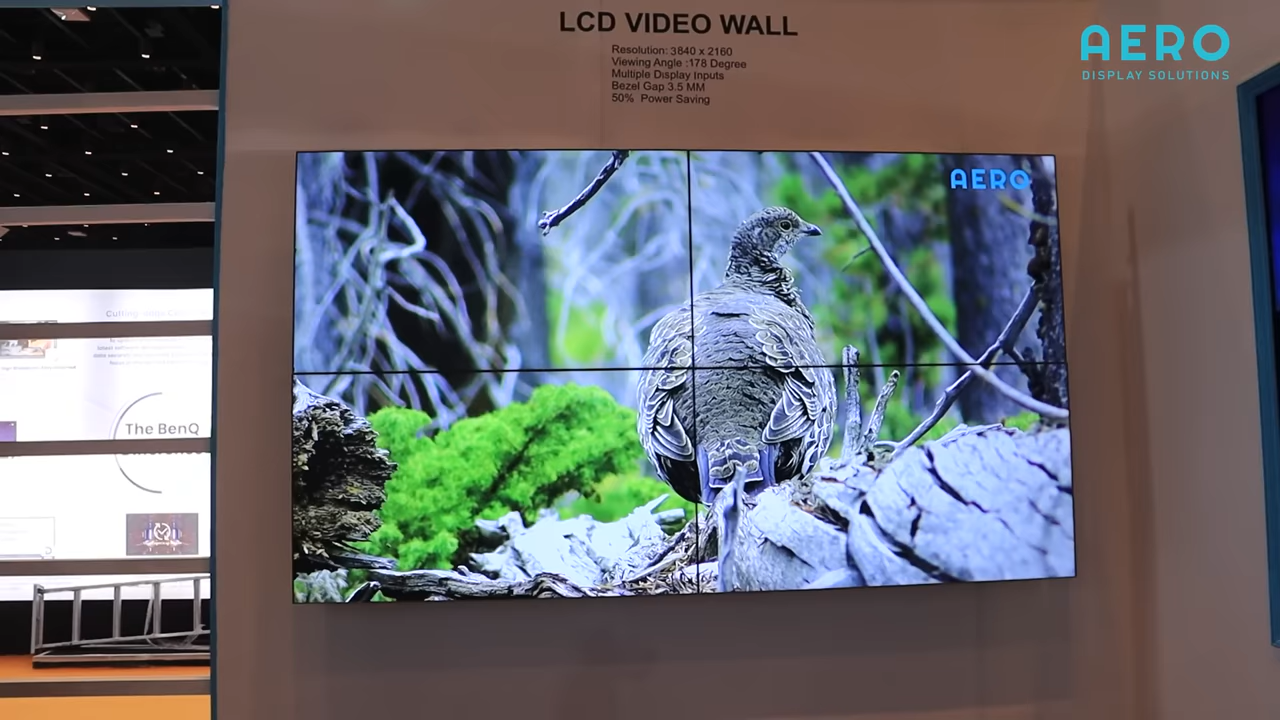 LCD VIDEO WALL
Resolution: 3840 x 2160
Viewing Angle :178 Degree
Multiple Display Inputs
Bezel Gap 3.5 MM
50% Power Saving
AERO
DISPLAY SOLUTIONS
AERO
The BenQ